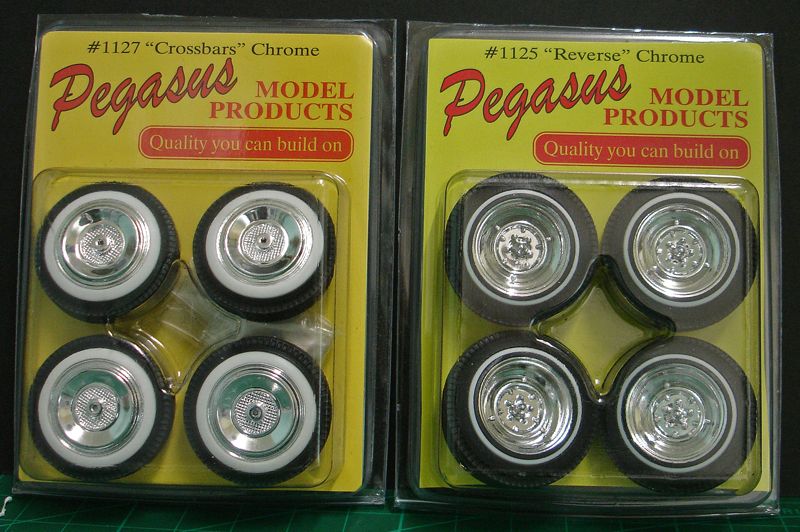 #1127 “Crossbars” Chrome
Pegasus
MODEL
PRODUCTS
Quality you can build on
#1125 “Reverse” Chrome
Pegasus
MODEL
PRODUCTS
Quality you can build on